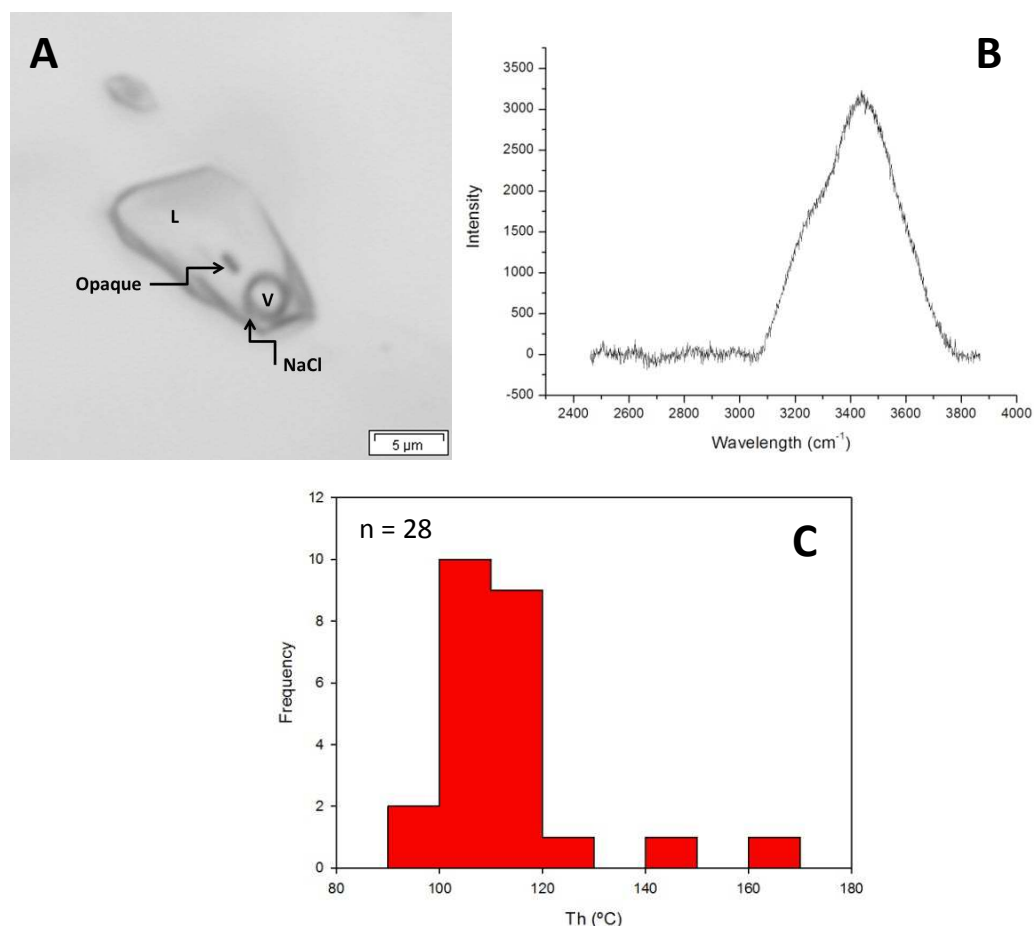 A
L
Opaque
V
NaCl
5 µm
B
3500
3000
2500
2000
1500
1000
500
0
-500
Intensity
2400 2600 2800 3000 3200 3400 3600 3800 4000
Wavelength (cm-1)
C
n = 28
12
10
8
6
4
2
0
Frequency
80 100 120 140 160 180
Th (ºC)